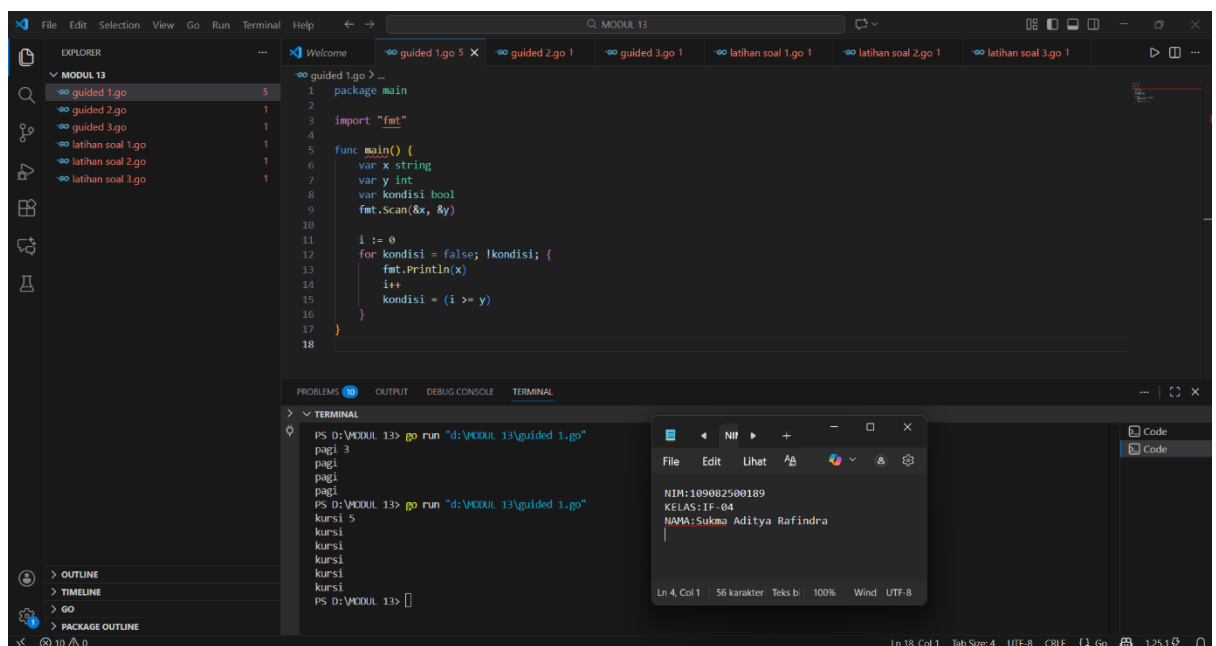 File Edit Selection View Go Run Terminal Help
MODUL 13
EXPLORER
MODUL 13
guided 1.go 5
guided 2.go 1
guided 3.go 1
latihan soal 1.go 1
latihan soal 2.go 1
latihan soal 3.go 1
OUTLINE
TIMELINE
GO
PACKAGE OUTLINE
Welcome guided 1.go 5 guided 2.go 1 guided 3.go 1 latihan soal 1.go 1 latihan soal 2.go 1 latihan soal 3.go 1
guided 1.go > ...
1 package main
2
3 import "fmt"
4
5 func main() {
6 var x string
7 var y int
8 var kondisi bool
9 fmt.Scan(&x, &y)
10
11 i := 0
12 for kondisi = false; !kondisi; {
13 fmt.Println(x)
14 i++
15 kondisi = (i >= y)
16 }
17 }
18
PROBLEMS 10 OUTPUT DEBUG CONSOLE TERMINAL
TERMINAL
PS D:\MODUL 13> go run "d:\MODUL 13\guided 1.go"
pagi 3
pagi
pagi
pagi
PS D:\MODUL 13> go run "d:\MODUL 13\guided 1.go"
kursi 5
kursi
kursi
kursi
kursi
kursi
PS D:\MODUL 13>
Code
Code
NIM
File Edit Lihat
NIM:109082500189
KELAS:IF-04
NAMA:Sukma Aditya Rafindra
Ln 4, Col 1 56 karakter Teks bi 100% Wind UTF-8
10 0
Ln 18, Col 1 Tab Size: 4 UTF-8 CRLF {} Go 1.25.1